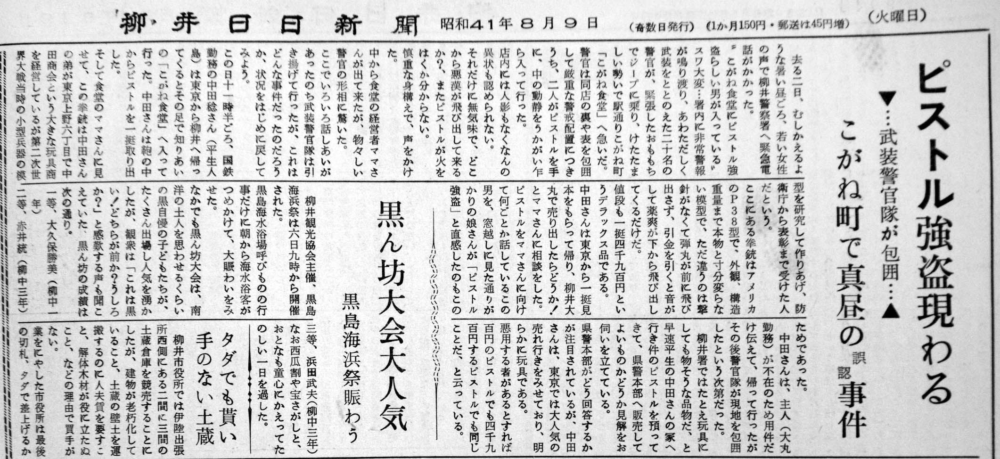 柳井日日新聞 昭和41年8月9日 (奇数日発行) (1か月150円・郵送は45円増) (火曜日)
ピストル強盗現わる
▼…武装警官隊が包囲…▲
こがね町で真昼の誤認事件
去る二日、むしかえるよ
うな暑い昼ごろ、若い女性
の声で柳井警察署へ緊急電
話がかかった。
〝こがね食堂にピストル強
盗らしい男が入っている〟
スワ大変…署内に非常警報
が鳴り渡り、あわただしく
武装をととのえた二十名の
警官が、緊張したおももち
でジープに乗り、けたたま
しい勢いで駅通りこがね町
「こがね食堂」へ急いだ。
警官は同店の裏や表を包囲
して厳重な警戒配置につき
うち、二人がピストルを手
に、中の動静をうかがい乍
ら入って行った。
店内には人影もなくなんの
異状も認められない。
それだけに無気味で、どこ
から悪漢が飛び出して来る
か?、またピストルが火を
はくか分からない。
慎重な身構えで、声をかけ
た。
中から食堂の経営者ママさ
んが出て来たが、物々しい
警官の形相に驚いた。
ここでいろいろ話しあいが
あったのち武装警官隊は引
き揚げて行ったが、これは
どんな事件だったのだろう
か、状況をはじめに戻して
みよう。
この日十一時半ごろ、国鉄
勤務の中田稔さん(平生人
島)は東京から柳井へ帰っ
てくるとその足で知りあい
の「こがね食堂」へ入って
行った。中田さんは鞄の中
からピストルを一挺取り出
した。
そして食堂のママさんに見
せて、この拳銃は中田さん
の弟が東京上野六丁目で中
田商会という大きな玩具商
を経営しているが第二次世
界大戦当時の小型兵器の模
型を研究して作りあげ、防
衛庁から表彰まで受けた人
だという。
ここにある拳銃はアメリカ
のP38型で、外観、構造
重量まで本物と寸分変らな
い模型で、ただ違うのは撃
針がなくて弾丸が前に飛び
出さず、引金を引くと音が
して薬莢が下から飛び出し
てくるだけだ。
値段も一挺四千九百円とい
うデラックス品である。
中田さんは東京から一挺見
本をもらって帰り、柳井大
丸で売り出したらどうか!
とママさんに相談をした。
ピストルをママさんに向け
て何ごとか話しているこの
男を、窓越しに見た通りが
かりの娘さんが「ピストル
強盗」と直感したのもこの
ためであった。
中田さんは、主人(大丸
勤務)が不在のため用件だ
け伝えて、帰って行ったが
その後警官隊が現地を包囲
したという次第だった。
柳井署ではたとえ玩具に
しても物そうな品物だ、と
早速平生の中田さんの家へ
行き件のピストルを預って
きて、県警本部へ販売して
よいものかどうか見解をお
伺いを立てている。
県警本部がどう回答するか
が注目されているが、中田
さんは、東京では大人気の
売れ行きをみせており、明
らかに玩具である。
悪用する者があるとすれば
百円のピストルでも四千九
百円するピストルでも同じ
ことだ、と云っている。
黒ん坊大会大人気
黒島海浜祭賑わう
柳井観光協会主催、黒島
海浜祭は六日九時から開催
された。
黒島海水浴場呼びものの行
事だけに朝から海水浴客が
つめかけて、大賑わいをみ
せた。
なかでも黒ん坊大会は、南
洋の土人を思わせるくらい
の黒自慢の子どもたちが、
たくさん出場し人気を湧か
したが、観衆は「これは黒
い!どちらが前か?うしろ
か?」と感歎する声も聞こ
えていた、黒ん坊の成績は
次の通り。
一等、大久保勝美(柳中一
年)
二等、赤井統(柳中三年)
三等、浜田武夫(柳中三年)
なお西瓜割や宝さがしと、
おとなも童心にかえってた
のしい一日を過した。
タダでも貰い
手のない土蔵
柳井市役所では伊陸出張
所西側にある二間に三間の
土蔵倉庫を競売することに
したが、建物が老朽化して
いること、土蔵の壁土を運
搬するのに人夫賃を要すこ
と、解体木材が役に立たぬ
こと、などの理由で買手が
ない。
業をにやした市役所は最後
の切札、タダで差上げるか